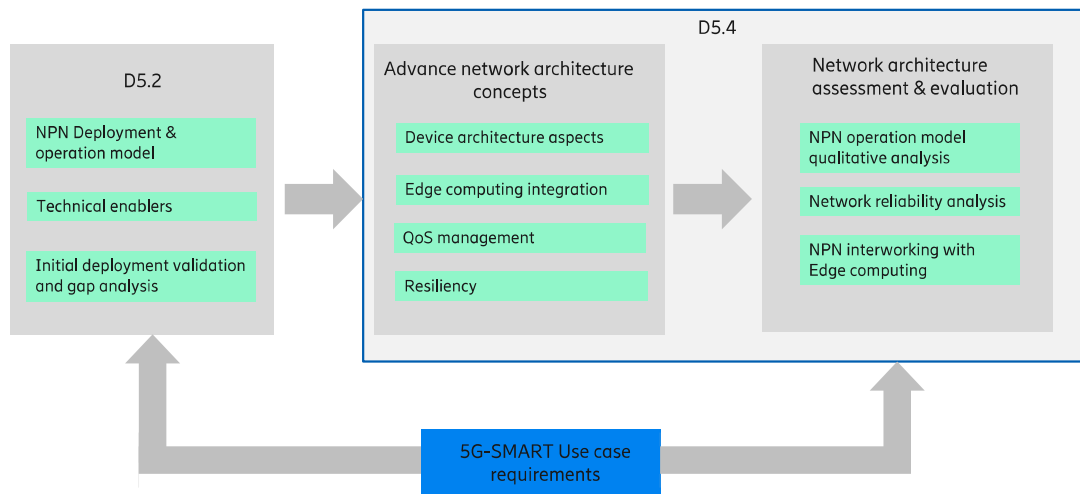 D5.2
NPN Deployment &
operation model
Technical enablers
Initial deployment validation
and gap analysis
D5.4
Advance network architecture
concepts
Device architecture aspects
Edge computing integration
QoS management
Resiliency
Network architecture
assessment & evaluation
NPN operation model
qualitative analysis
Network reliability analysis
NPN interworking with
Edge computing
5G-SMART Use case
requirements